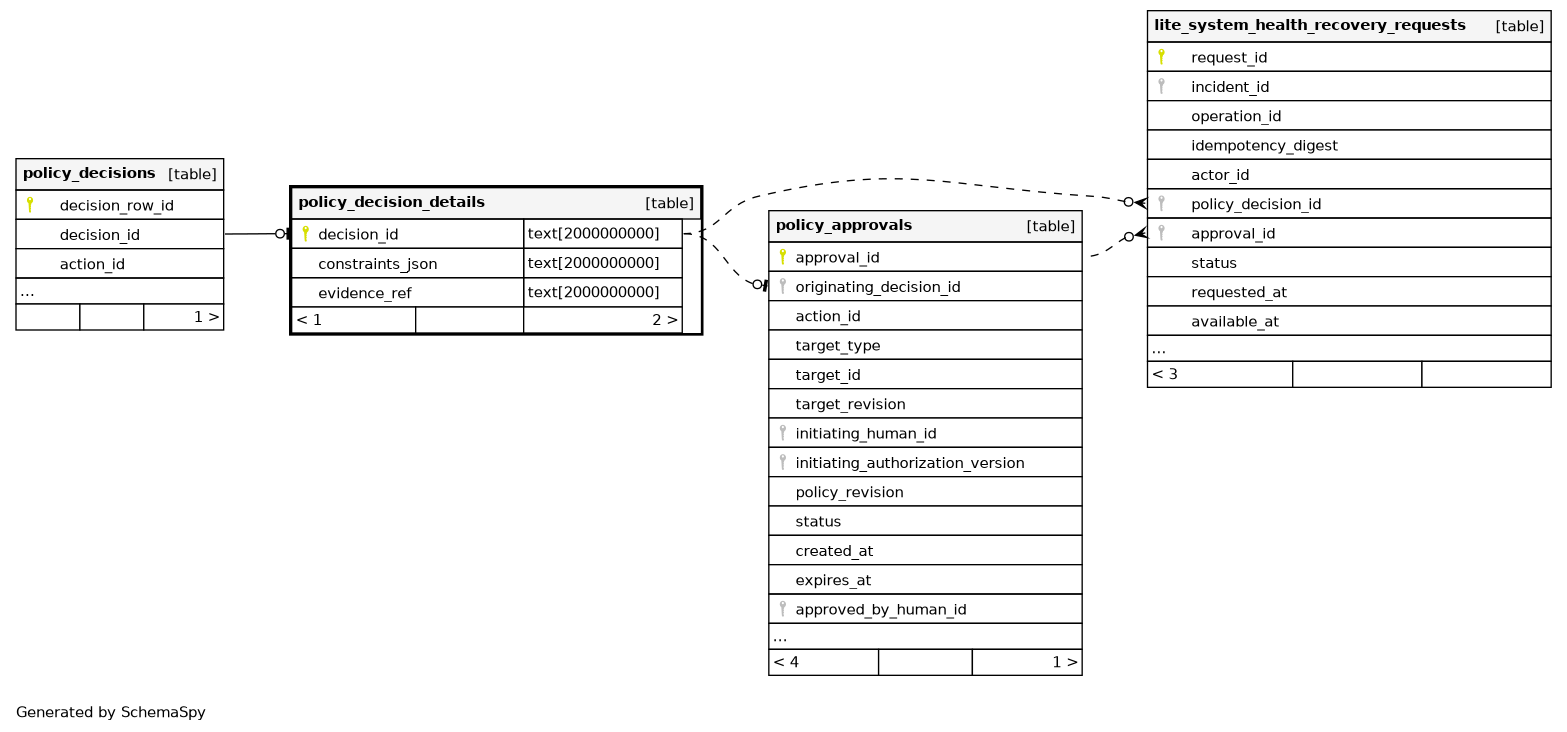 policy_decisions [table]
decision_row_id
decision_id
action_id
...
1 >
policy_decision_details [table]
decision_id text[2000000000]
constraints_json text[2000000000]
evidence_ref text[2000000000]
< 1 2 >
policy_approvals [table]
approval_id
originating_decision_id
action_id
target_type
target_id
target_revision
initiating_human_id
initiating_authorization_version
policy_revision
status
created_at
expires_at
approved_by_human_id
...
< 4 1 >
lite_system_health_recovery_requests [table]
request_id
incident_id
operation_id
idempotency_digest
actor_id
policy_decision_id
approval_id
status
requested_at
available_at
...
< 3
Generated by SchemaSpy